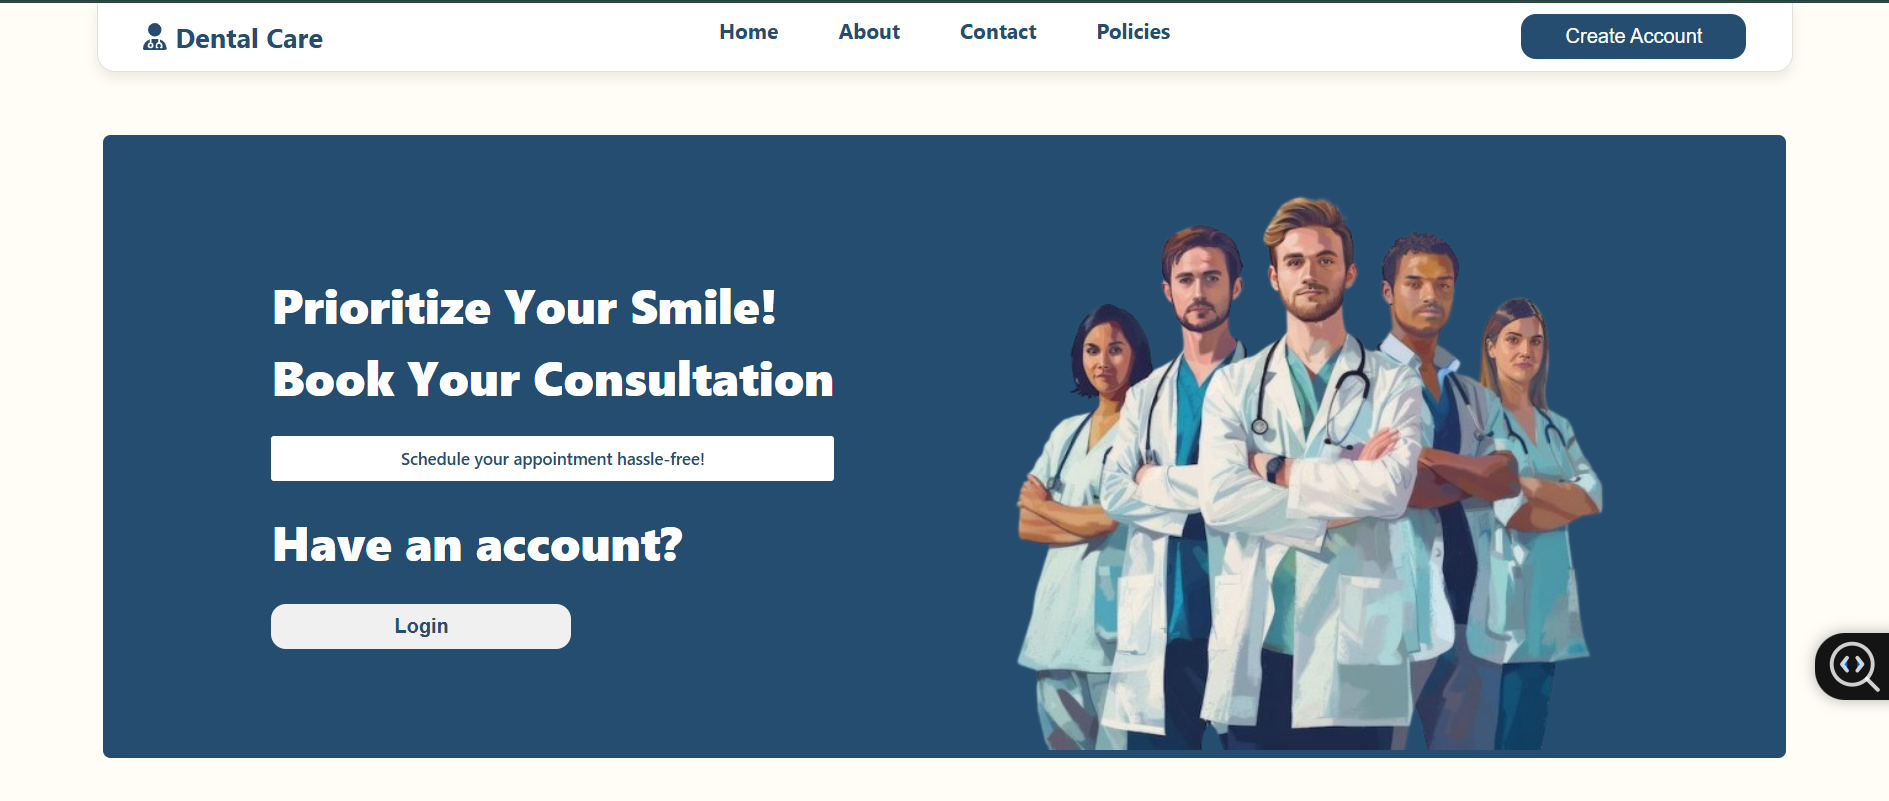 Dental Care
Home
About
Contact
Policies
Create Account
Prioritize Your Smile!
Book Your Consultation
Schedule your appointment hassle-free!
Have an account?
Login